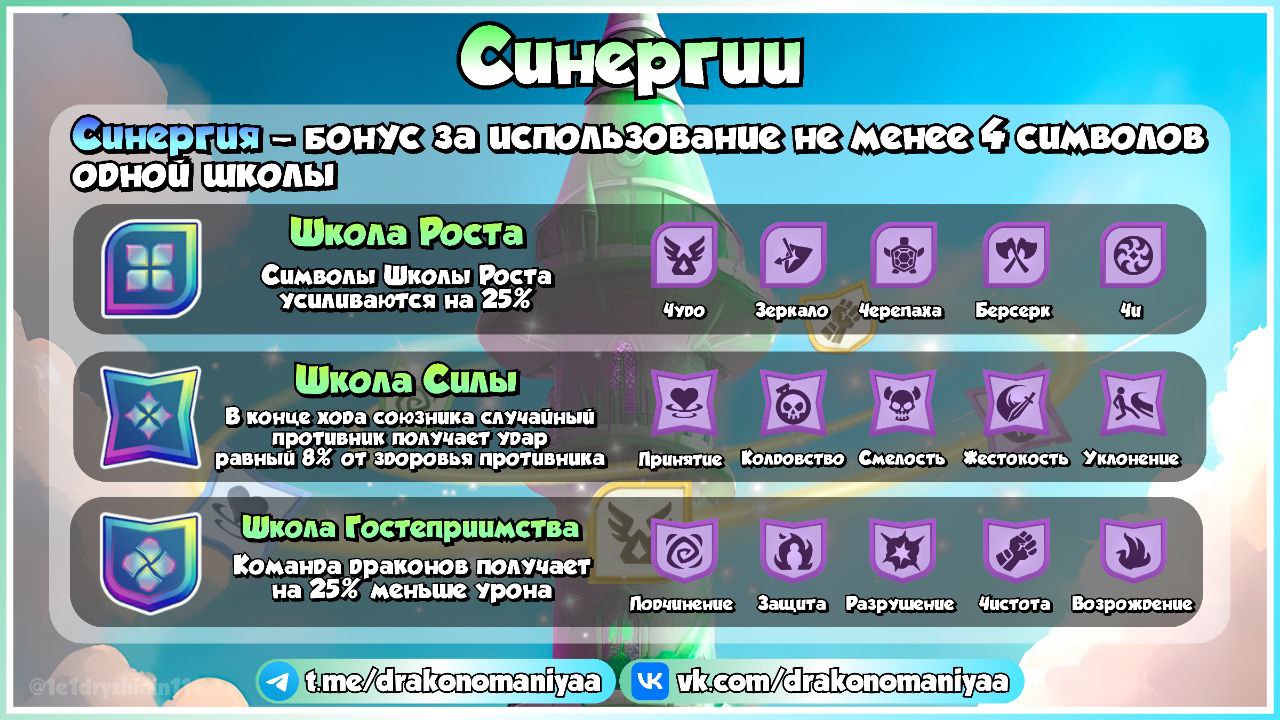 Синергии
Синергия – бонус за использование не менее 4 символов
одной школы
Школа Роста
Символы Школы Роста
усиливаются на 25%
Чудо
Зеркало
Черепаха
Берсерк
Чи
Школа Силы
В конце хода союзника случайный
противник получает удар
равный 8% от здоровья противника
Принятие
Колдовство
Смелость
Жестокость
Уклонение
Школа Гостеприимства
Команда драконов получает
на 25% меньше урона
Подчинение
Защита
Разрушение
Чистота
Возрождение
t.me/drakonomaniyaa
vk.com/drakonomaniyaa